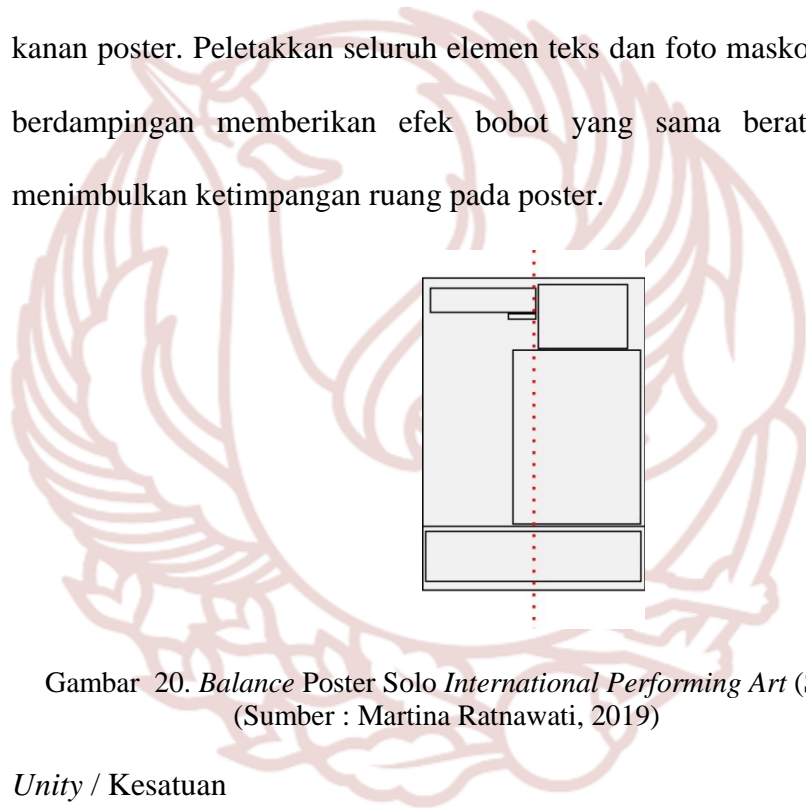 kanan poster. Peletakkan seluruh elemen teks dan foto masko
berdampingan memberikan efek bobot yang sama berat
menimbulkan ketimpangan ruang pada poster.
Gambar 20. Balance Poster Solo International Performing Art (
(Sumber : Martina Ratnawati, 2019)
Unity / Kesatuan